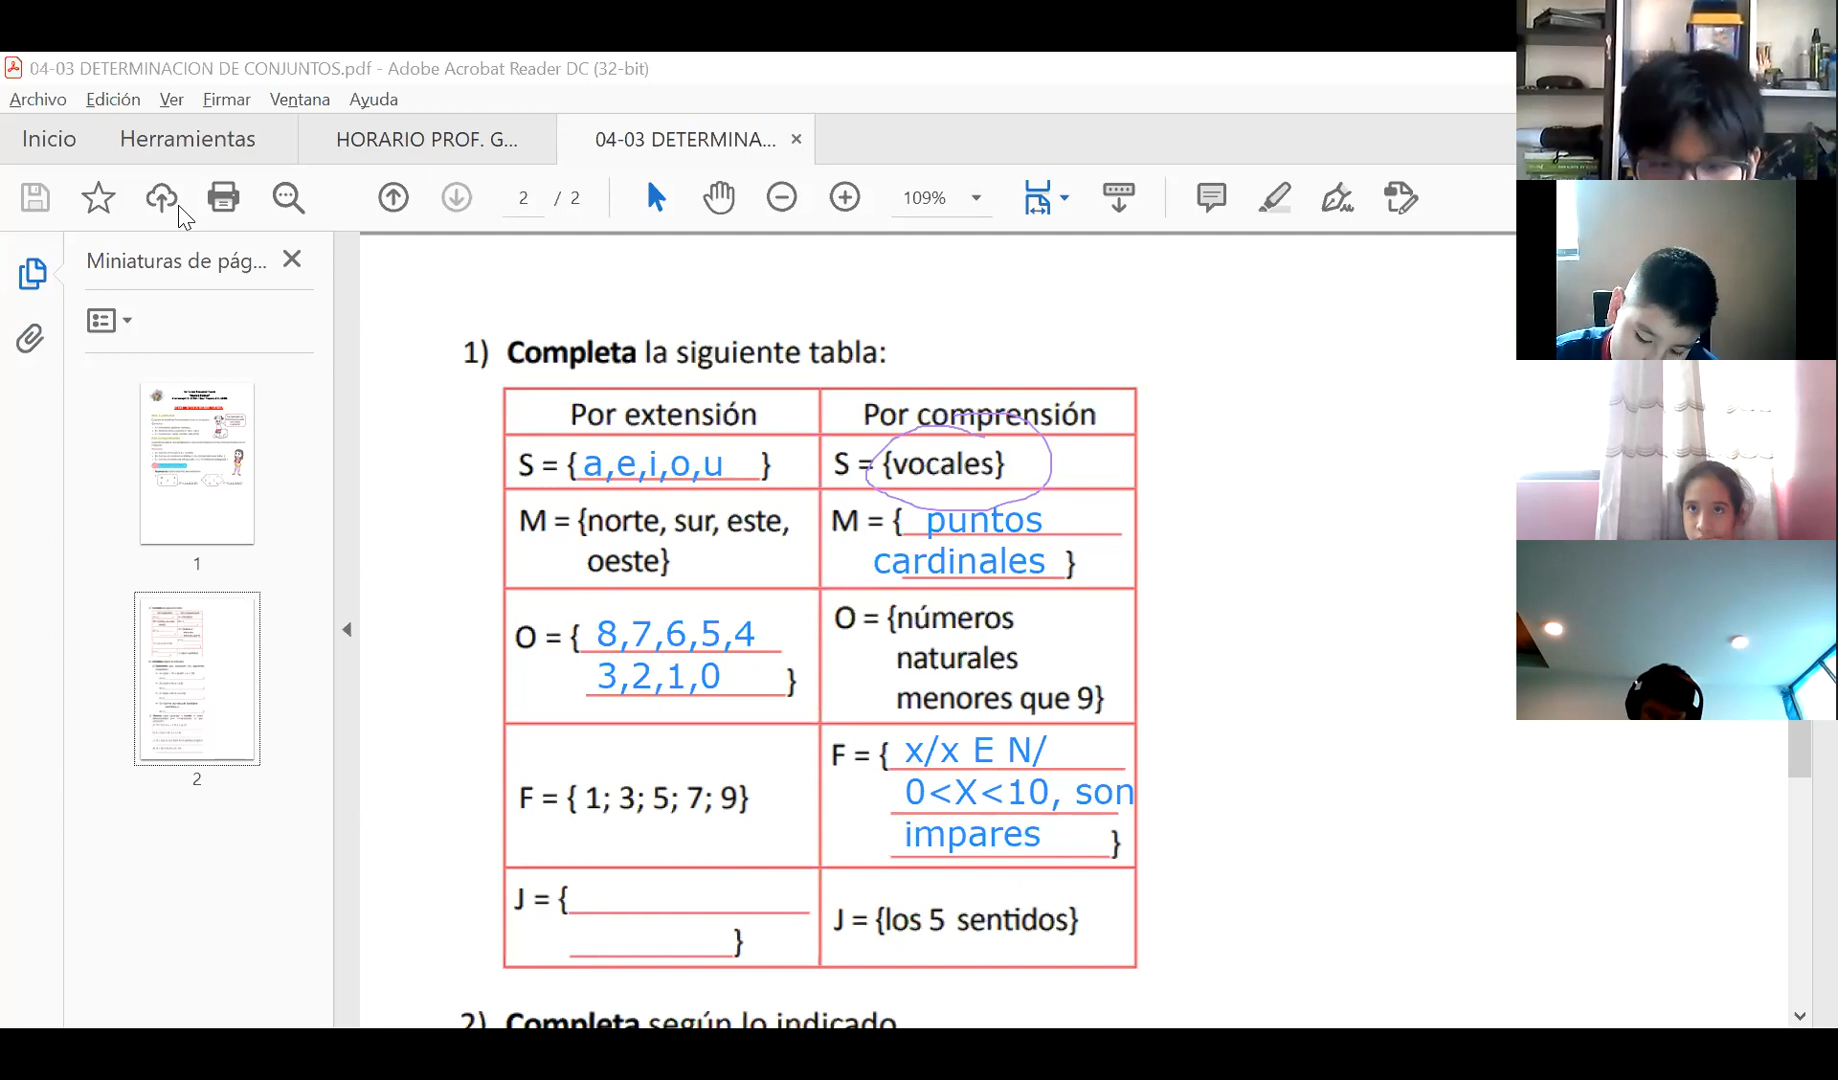 04-03 DETERMINACION DE CONJUNTOS.pdf - Adobe Acrobat Reader DC (32-bit)
Archivo Edición Ver Firmar Ventana Ayuda
Inicio Herramientas HORARIO PROF. G... 04-03 DETERMINA... ×
2 / 2 109%
Miniaturas de pág...
1
2
1) Completa la siguiente tabla:
Por extensión Por comprensión
S = {a,e,i,o,u } S = {vocales}
M = {norte, sur, este,
oeste}
M = { puntos
cardinales }
O = { 8,7,6,5,4
3,2,1,0 }
O = {números
naturales
menores que 9}
F = { 1; 3; 5; 7; 9}
F = { x/x E N/
0<X<10, son
impares }
J = {
}
J = {los 5 sentidos}
2) Completa según lo indicado